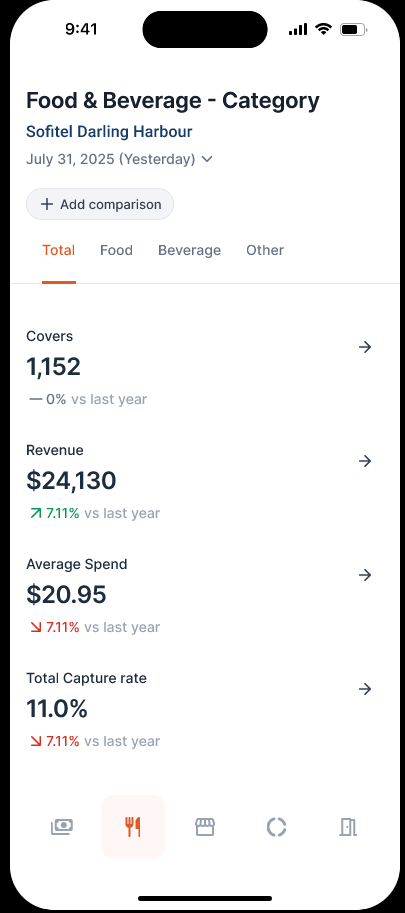 9:41
Food & Beverage - Category
Sofitel Darling Harbour
July 31, 2025 (Yesterday)
Add comparison
Total Food Beverage Other
Covers
1,152
0% vs last year
Revenue
$24,130
7.11% vs last year
Average Spend
$20.95
7.11% vs last year
Total Capture rate
11.0%
7.11% vs last year